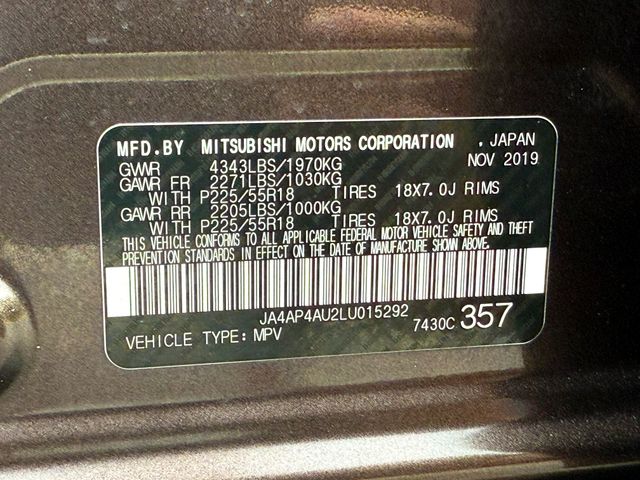 MFD.BY MITSUBISHI MOTORS CORPORATION , JAPAN
GVWR 4343LBS/1970KG NOV 2019
GAWR FR 2271LBS/1030KG
WITH P225/55R18 TIRES 18X7.0J RIMS
GAWR RR 2205LBS/1000KG
WITH P225/55R18 TIRES 18X7.0J RIMS
THIS VEHICLE CONFORMS TO ALL APPLICABLE FEDERAL MOTOR VEHICLE SAFETY AND THEFT
PREVENTION STANDARDS IN EFFECT ON THE DATE OF MANUFACTURE SHOWN ABOVE.
JA4AP4AU2LU015292
VEHICLE TYPE: MPV 7430C 357